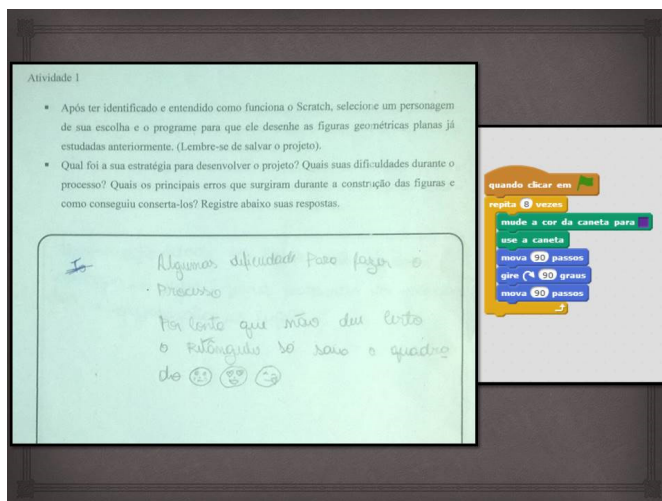 Atividade 1
▪ Após ter identificado e entendido como funciona o Scratch, selecione um personagem
de sua escolha e o programe para que ele desenhe as figuras geométricas planas já
estudadas anteriormente. (Lembre-se de salvar o projeto).
▪ Qual foi a sua estratégia para desenvolver o projeto? Quais suas dificuldades durante o
processo? Quais os principais erros que surgiram durante a construção das figuras e
como conseguiu conserta-los? Registre abaixo suas respostas.
Algumas dificudade para fazer o
processo
Por conta que não deu certo
o retângulo só saio o quadra
do
quando clicar em
repita 8 vezes
mude a cor da caneta para
use a caneta
mova 90 passos
gire 90 graus
mova 90 passos